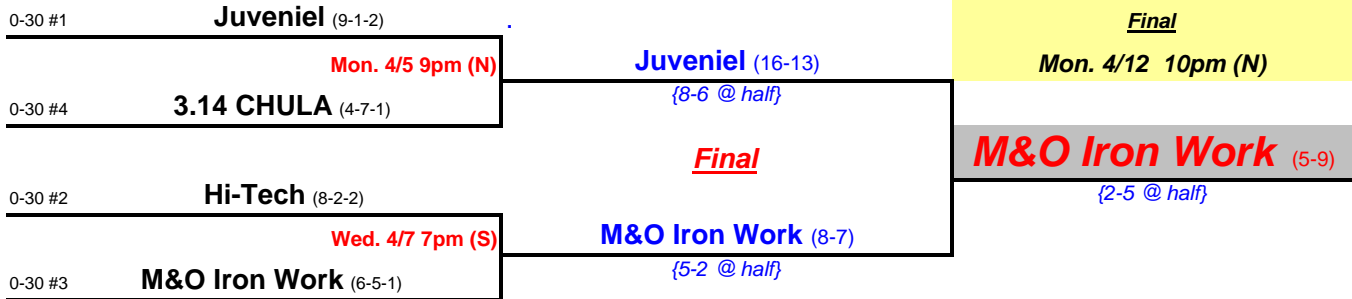 0-30 #1 Juveniel (9-1-2) .
Final
Mon. 4/5 9pm (N) Juveniel (16-13) Mon. 4/12 10pm (N)
{8-6 @ half}
0-30 #4 3.14 CHULA (4-7-1)
Final M&O Iron Work (5-9)
0-30 #2 Hi-Tech (8-2-2) {2-5 @ half}
Wed. 4/7 7pm (S) M&O Iron Work (8-7)
{5-2 @ half}
0-30 #3 M&O Iron Work (6-5-1)